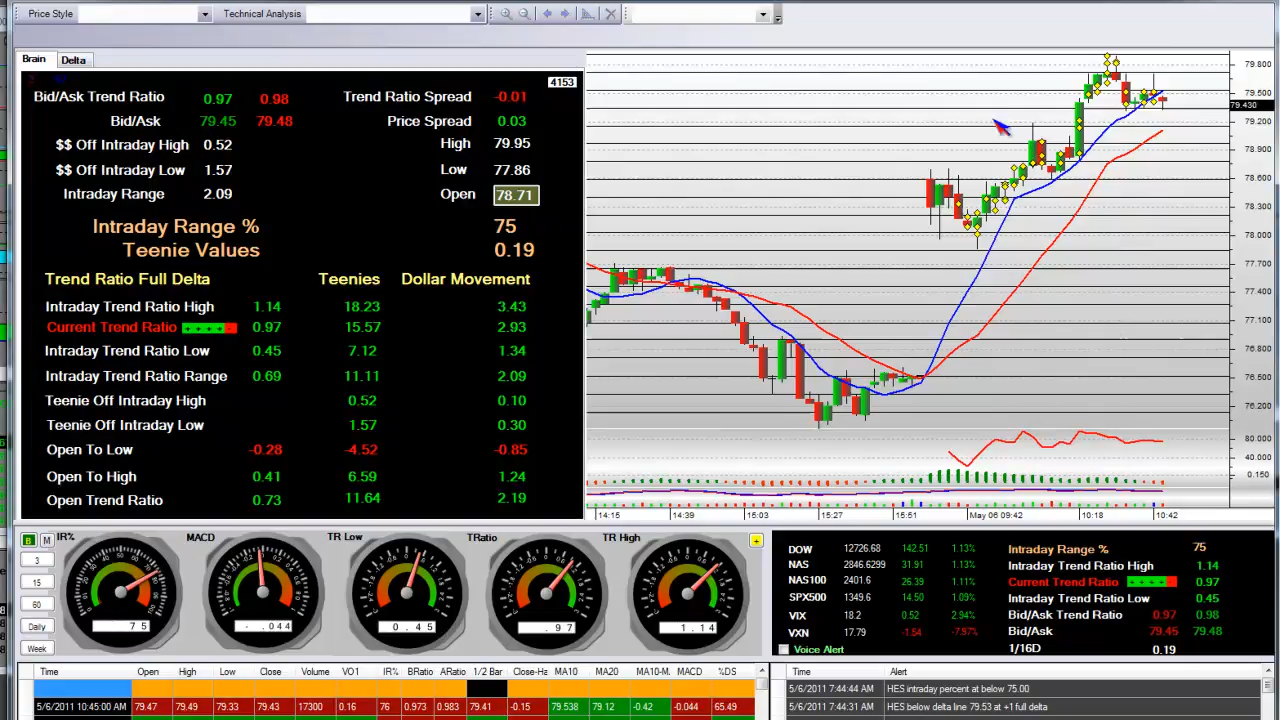 Price Style Technical Analysis
Brain Delta
4153
Bid/Ask Trend Ratio 0.97 0.98 Trend Ratio Spread -0.01
Bid/Ask 79.45 79.48 Price Spread 0.03
$$ Off Intraday High 0.52 High 79.95
$$ Off Intraday Low 1.57 Low 77.86
Intraday Range 2.09 Open 78.71
Intraday Range % 75
Teenie Values 0.19
Trend Ratio Full Delta Teenies Dollar Movement
Intraday Trend Ratio High 1.14 18.23 3.43
Current Trend Ratio ++++- 0.97 15.57 2.93
Intraday Trend Ratio Low 0.45 7.12 1.34
Intraday Trend Ratio Range 0.69 11.11 2.09
Teenie Off Intraday High 0.52 0.10
Teenie Off Intraday Low 1.57 0.30
Open To Low -0.28 -4.52 -0.85
Open To High 0.41 6.59 1.24
Open Trend Ratio 0.73 11.64 2.19
79.800
79.500
79.430
79.200
78.900
78.600
78.300
78.000
77.700
77.400
77.100
76.800
76.500
76.200
80.000
40.000
0.150
14:15 14:39 15:03 15:27 15:51 May 06 09:42 10:18 10:42
B M IR% MACD TR Low TRatio TR High +
3
15
60
Daily
Week
75 -.044 0.45 .97 1.14
DOW 12726.68 142.51 1.13%
NAS 2846.6299 31.91 1.13%
NAS100 2401.6 26.39 1.11%
SPX500 1349.6 14.50 1.09%
VIX 18.2 0.52 2.94%
VXN 17.79 -1.54 -7.97%
Voice Alert
Intraday Range % 75
Intraday Trend Ratio High 1.14
Current Trend Ratio ++++- 0.97
Intraday Trend Ratio Low 0.45
Bid/Ask Trend Ratio 0.97 0.98
Bid/Ask 79.45 79.48
1/16D 0.19
Time Open High Low Close Volume VO1 IR% BRatio ARatio 1/2 Bar Close-Ha MA10 MA20 MA10-M. MACD %DS
5/6/2011 10:45:00 AM 79.47 79.49 79.33 79.43 17300 0.16 76 0.973 0.983 79.41 -0.15 79.538 79.12 -0.42 -0.044 65.49
Time Alert
5/6/2011 7:44:44 AM HES intraday percent at below 75.00
5/6/2011 7:44:31 AM HES below delta line 79.53 at +1 full delta